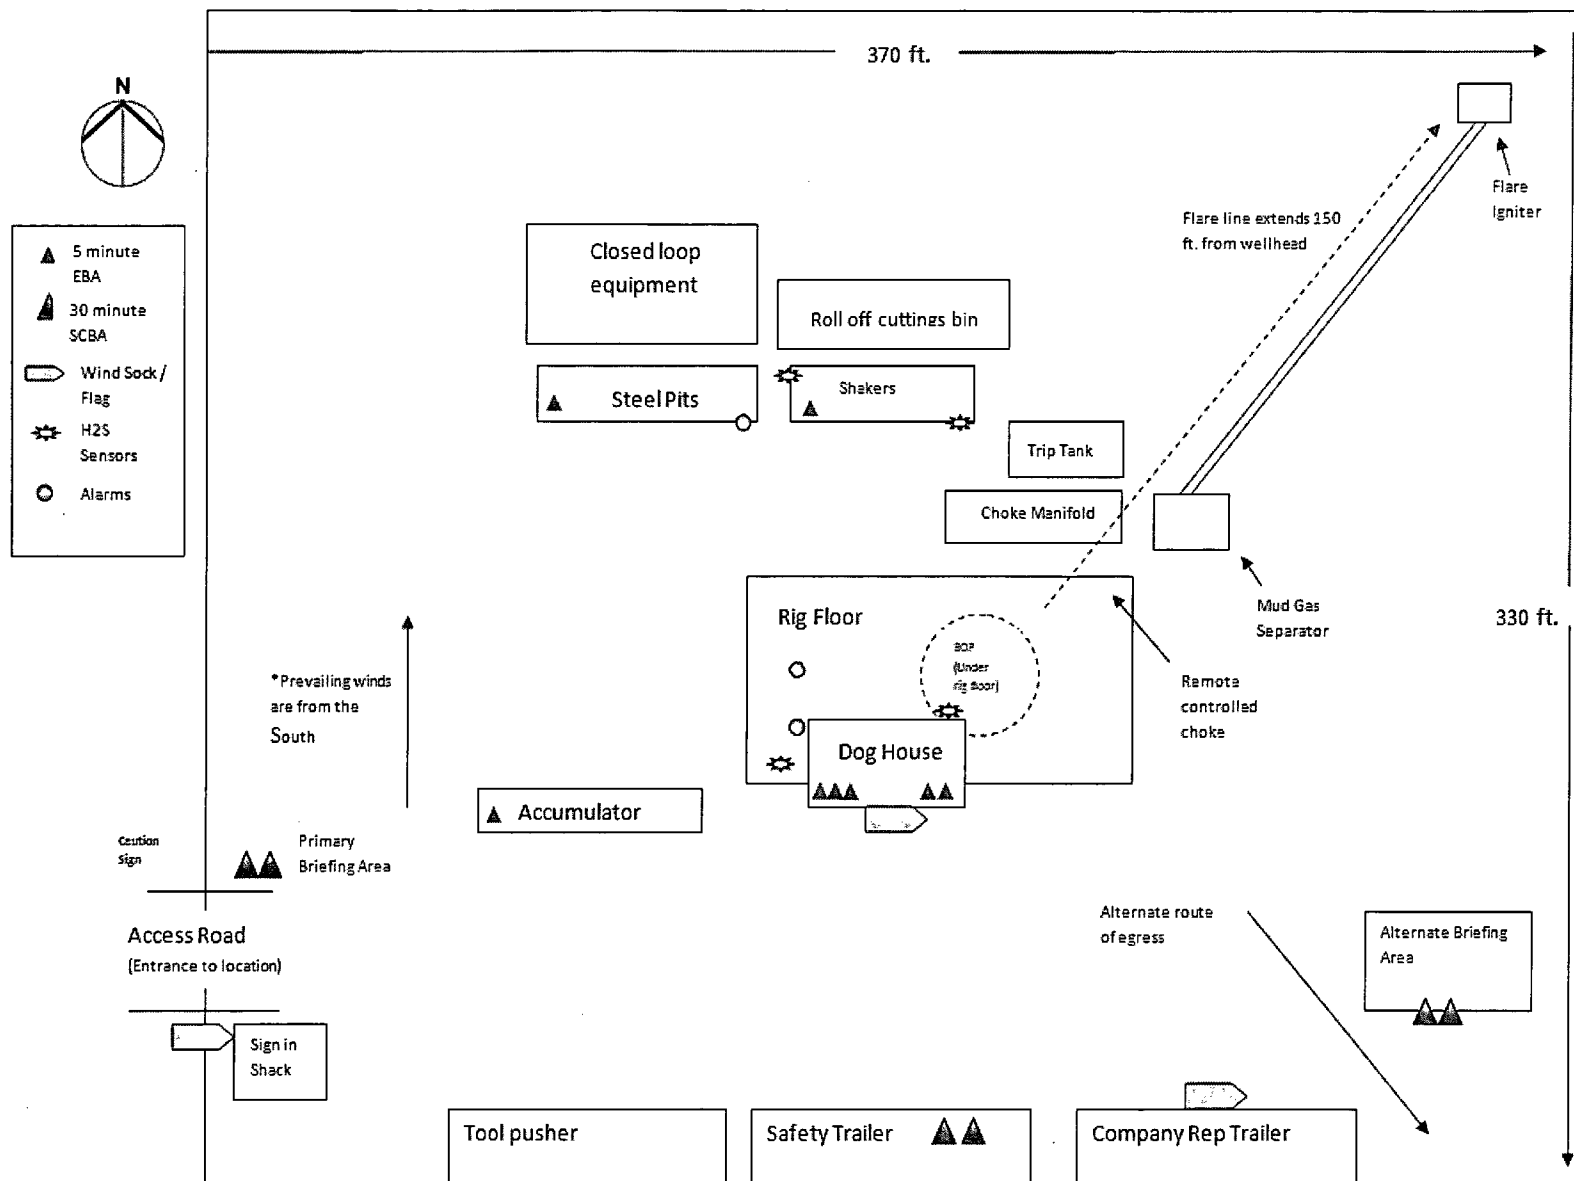 370 ft.
N
Flare
Igniter
Flare line extends 150
ft. from wellhead
5 minute
EBA
30 minute
SCBA
Wind Sock /
Flag
H2S
Sensors
Alarms
Closed loop
equipment
Roll off cuttings bin
Steel Pits
Shakers
Trip Tank
Choke Manifold
Mud Gas
Separator
330 ft.
Rig Floor
BOP
(Under
rig floor)
Remote
controlled
choke
*Prevailing winds
are from the
South
Dog House
Accumulator
Caution
Sign
Primary
Briefing Area
Access Road
(Entrance to location)
Alternate route
of egress
Alternate Briefing
Area
Sign in
Shack
Tool pusher
Safety Trailer
Company Rep Trailer